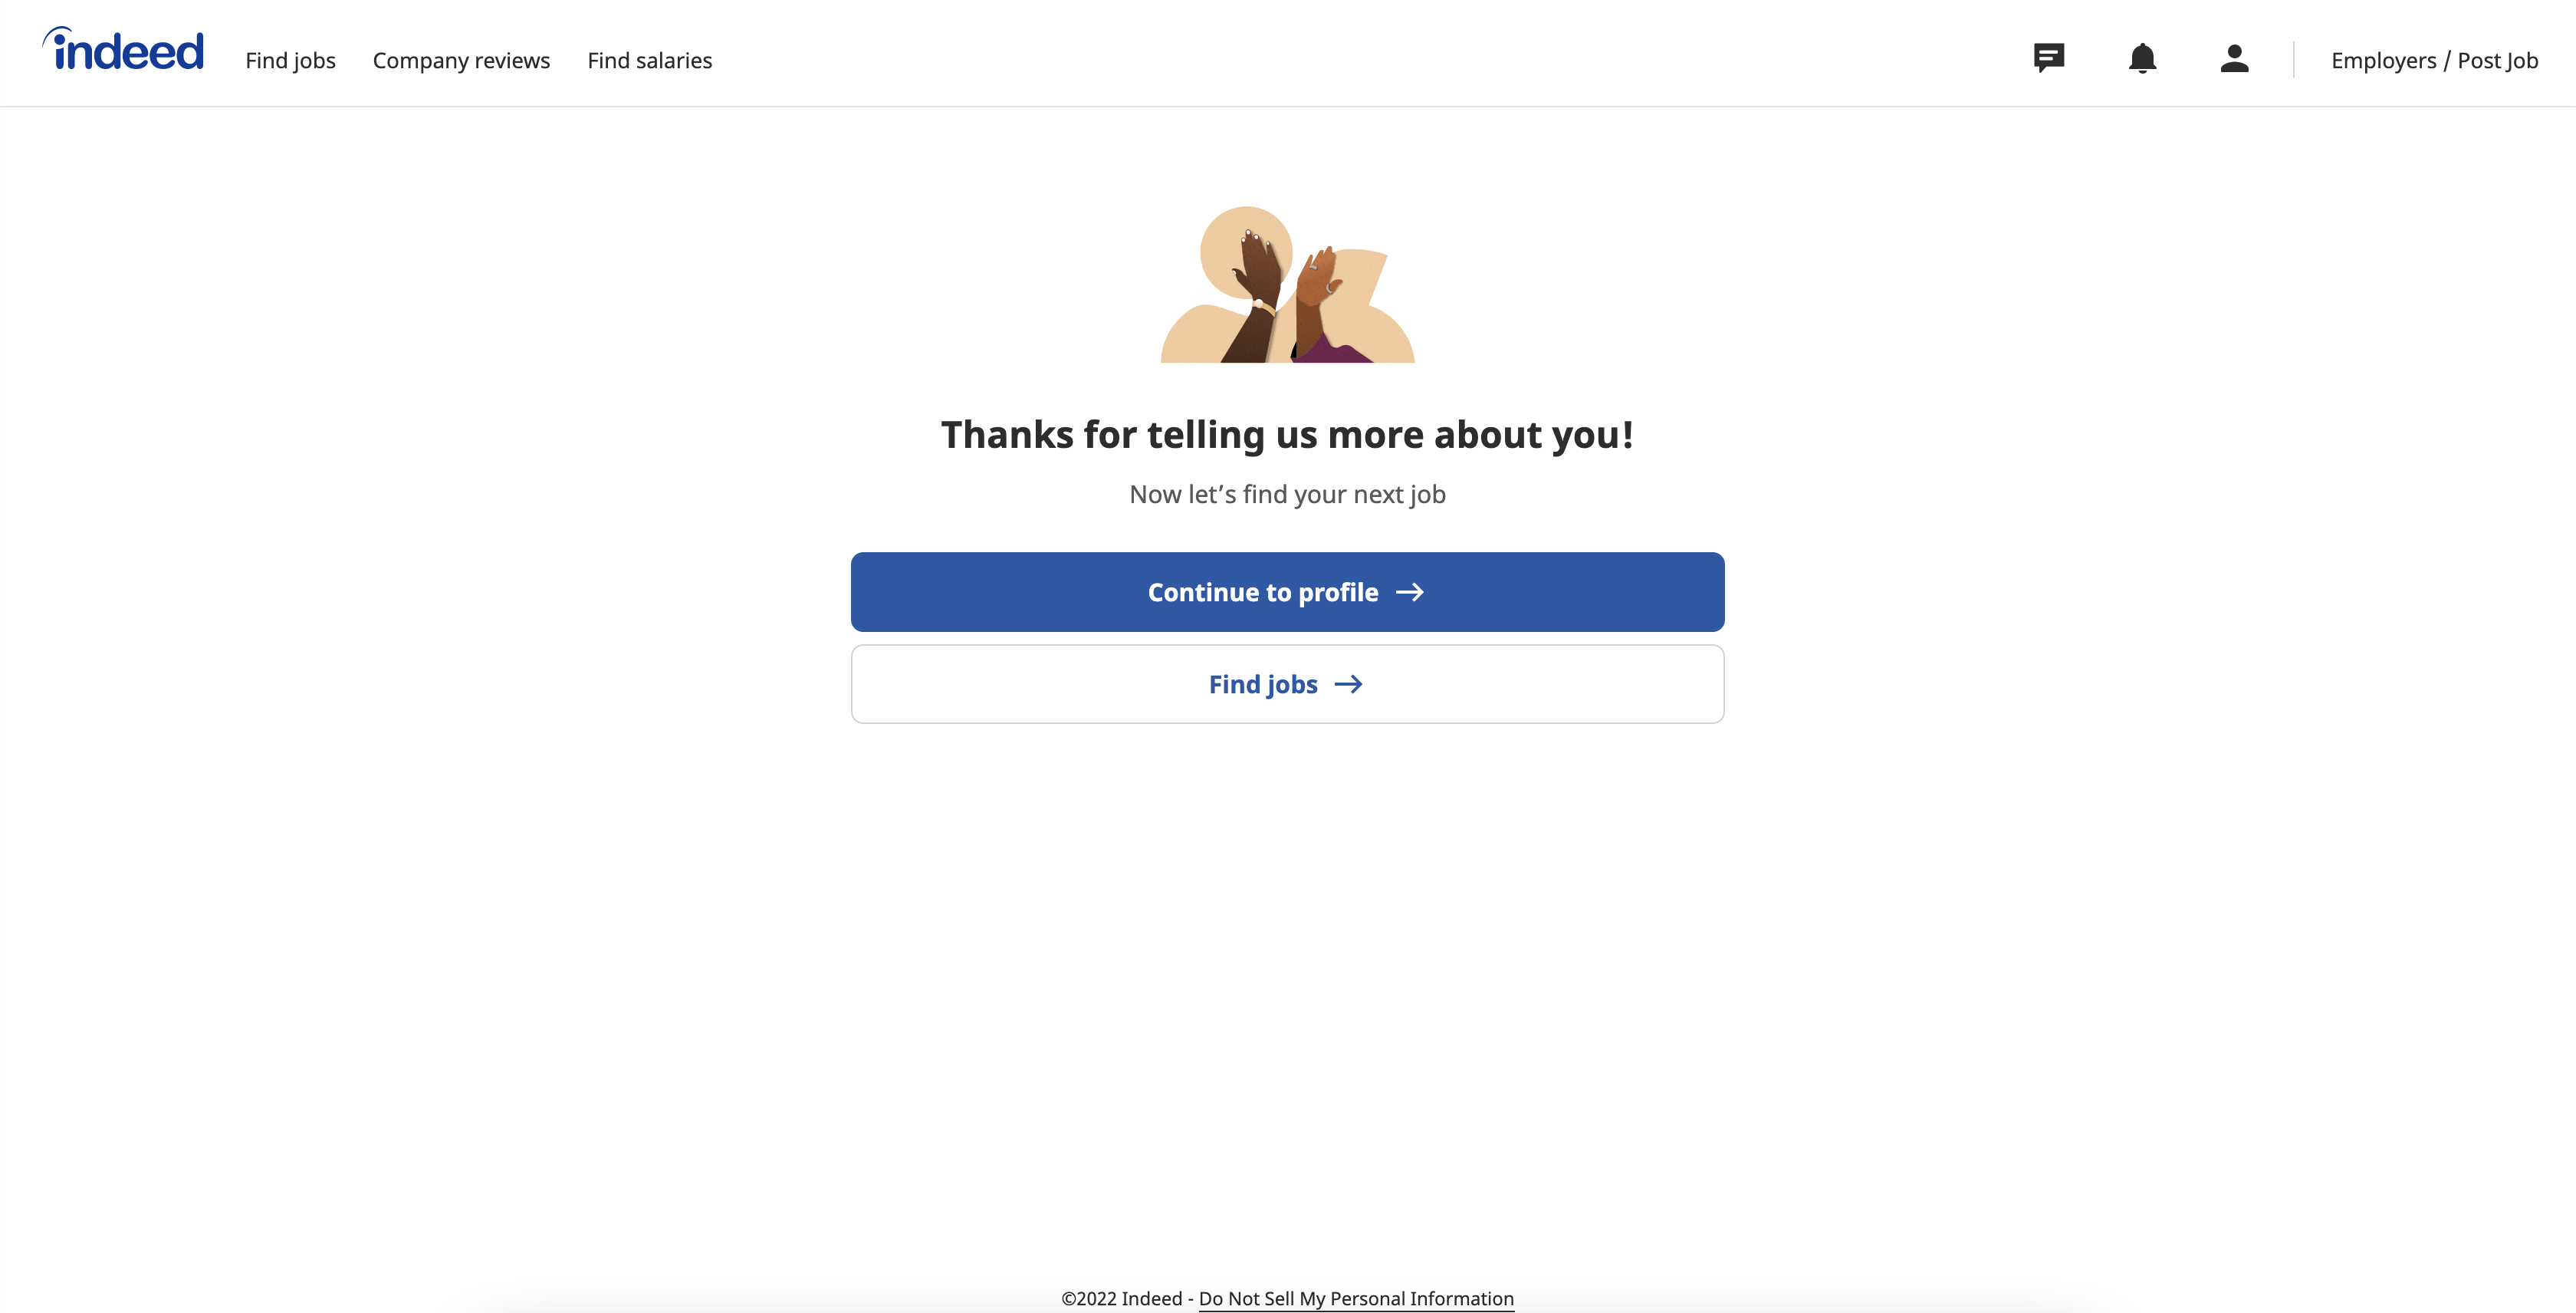 indeed
Find jobs Company reviews Find salaries Employers / Post Job
Thanks for telling us more about you!
Now let’s find your next job
Continue to profile
Find jobs
©2022 Indeed - Do Not Sell My Personal Information